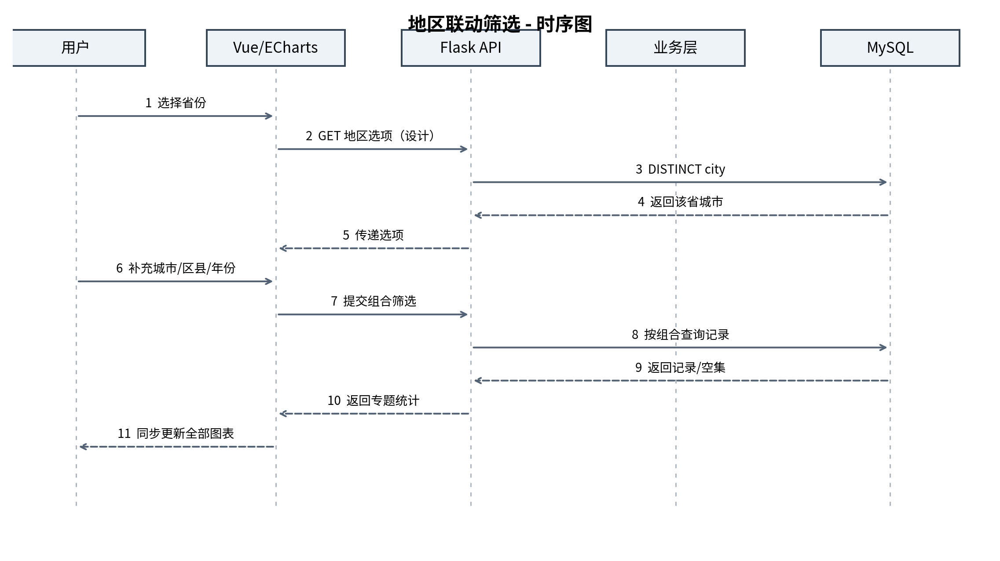 地区联动筛选 - 时序图
用户
Vue/ECharts
Flask API
业务层
MySQL
1 选择省份
2 GET 地区选项（设计）
3 DISTINCT city
4 返回该省城市
5 传递选项
6 补充城市/区县/年份
7 提交组合筛选
8 按组合查询记录
9 返回记录/空集
10 返回专题统计
11 同步更新全部图表